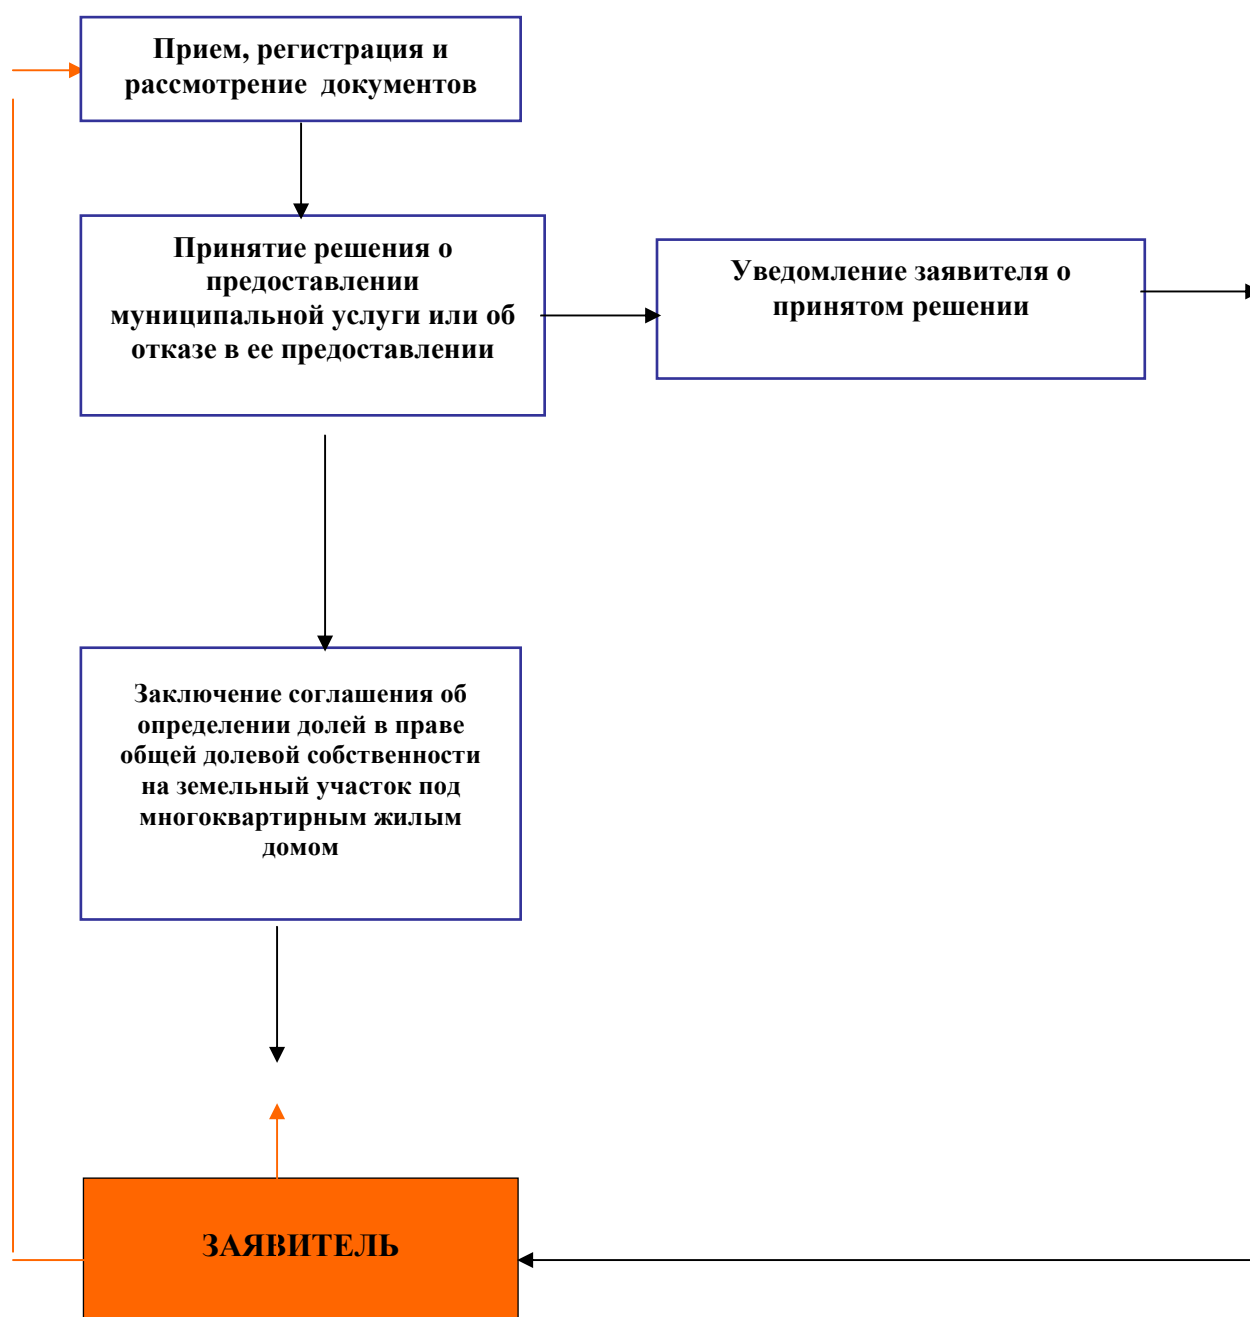 Прием, регистрация и
рассмотрение документов
Принятие решения о
предоставлении
муниципальной услуги или об
отказе в ее предоставлении
Уведомление заявителя о
принятом решении
Заключение соглашения об
определении долей в праве
общей долевой собственности
на земельный участок под
многоквартирным жилым
домом
ЗАЯВИТЕЛЬ